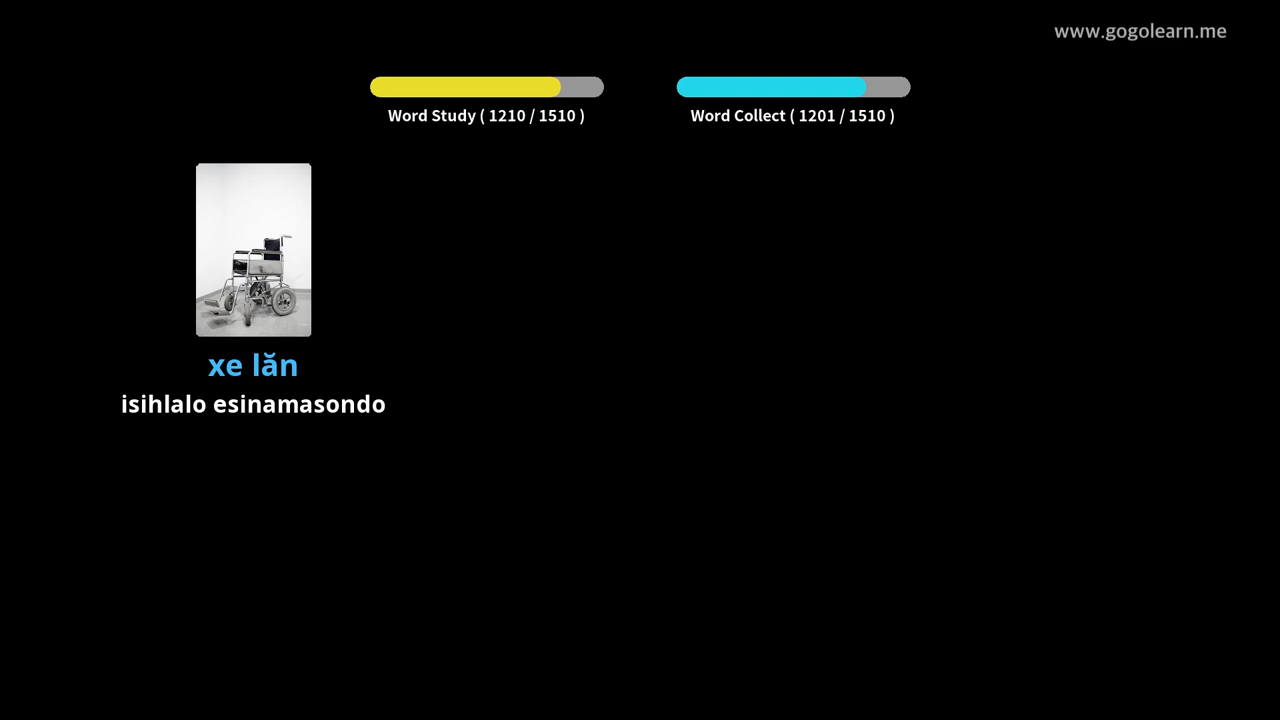 www.gogolearn.me
Word Study ( 1210 / 1510 )
Word Collect ( 1201 / 1510 )
xe lăn
isihlalo esinamasondo